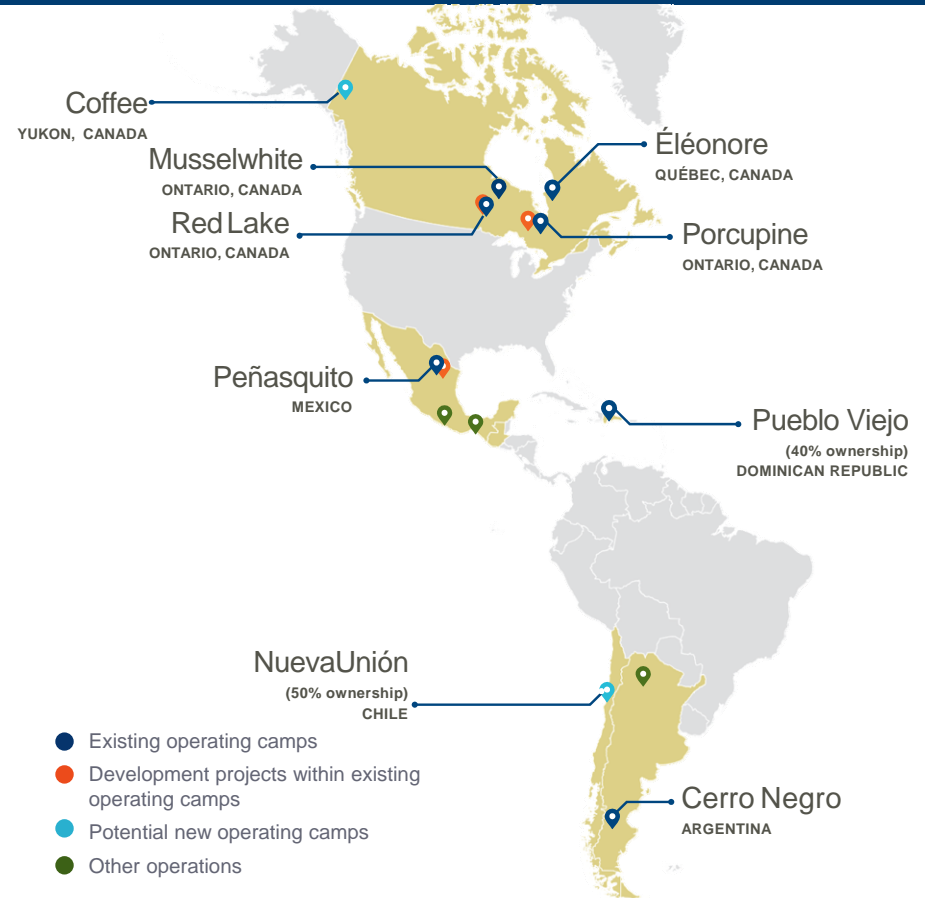 Coffee
YUKON, CANADA
Musselwhite
ONTARIO, CANADA
Red Lake
ONTARIO, CANADA
Éléonore
QUÉBEC, CANADA
Porcupine
ONTARIO, CANADA
Peñasquito
MEXICO
Pueblo Viejo
(40% ownership)
DOMINICAN REPUBLIC
NuevaUnión
(50% ownership)
CHILE
Cerro Negro
ARGENTINA
Existing operating camps
Development projects within existing
operating camps
Potential new operating camps
Other operations